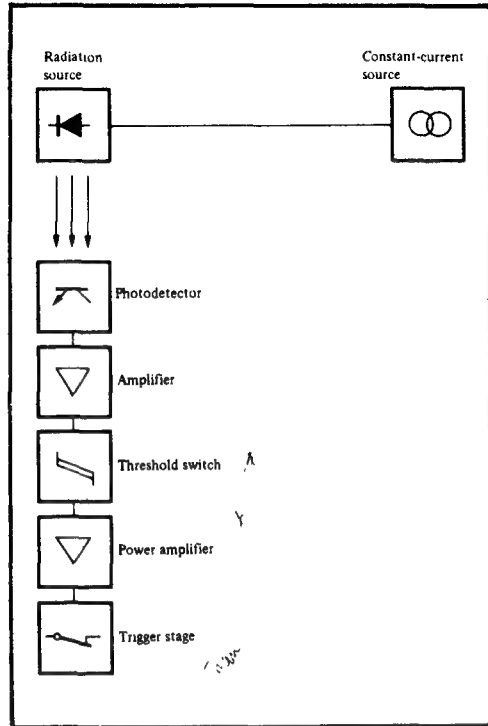 Radiation
source
Constant-current
source
Photodetector
Amplifier
Threshold switch
Power amplifier
Trigger stage